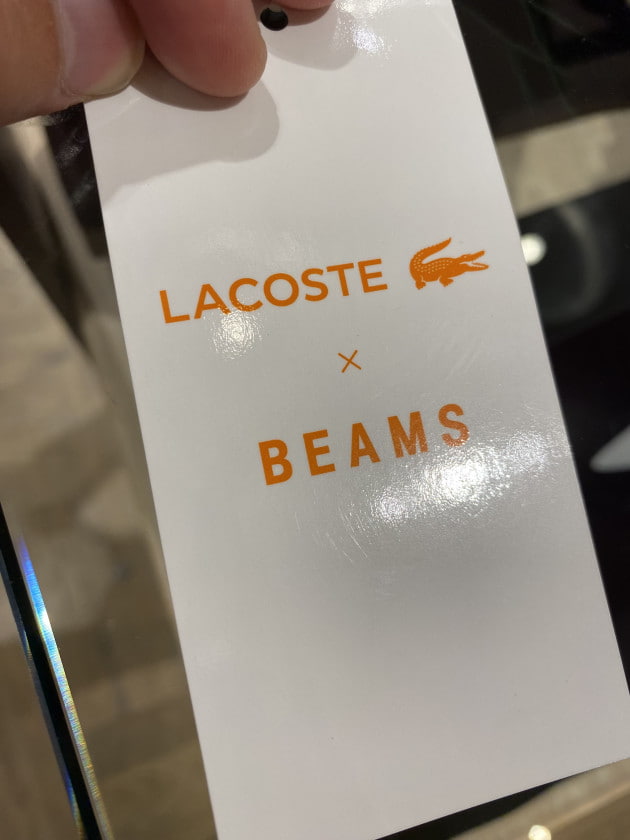 LACOSTE
×
BEAMS